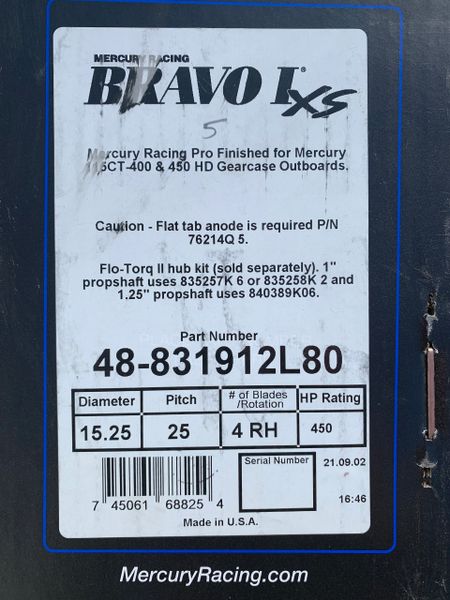 MERCURY RACING
BRAVO I® XS
5
Mercury Racing Pro Finished for Mercury
115CT-400 & 450 HD Gearcase Outboards.
Caution - Flat tab anode is required P/N
76214Q 5.
Flo-Torq II hub kit (sold separately). 1"
propshaft uses 835257K 6 or 835258K 2 and
1.25" propshaft uses 840389K06.
Part Number
48-831912L80
Diameter Pitch # of Blades /Rotation HP Rating
15.25 25 4 RH 450
Serial Number 21.09.02
16:46
7 45061 68825 4
Made in U.S.A.
MercuryRacing.com